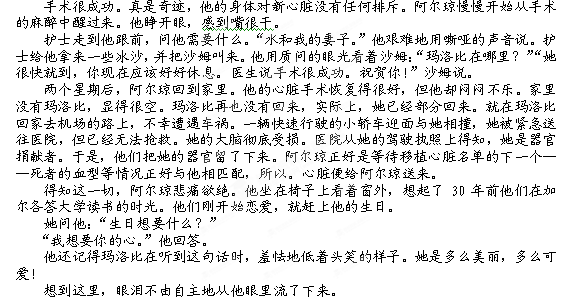 手术很成功。真是奇迹，他的身体对新心脏没有任何排斥。阿尔琼慢慢开始从手术
的麻醉中醒过来。他睁开眼，感到嘴很干。
护士走到他跟前，问他需要什么。“水和我的妻子。”他艰难地用嘶哑的声音说。护
士给他拿来一些冰沙，并把沙姆叫来。他用质问的眼光看着沙姆：“玛洛比在哪里？”“她
很快就到，你现在应该好好休息。医生说手术很成功。祝贺你！”沙姆说。
两个星期后，阿尔琼回到家里。他的心脏手术恢复得很好，但他却闷闷不乐。家里
没有玛洛比，显得很空。玛洛比再也没有回来，实际上，她已经部分回来。就在玛洛比
回家去机场的路上，不幸遭遇车祸。一辆快速行驶的小轿车迎面与她相撞，她被紧急送
往医院，但已经无法抢救。她的大脑彻底受损。医院从她的驾驶执照上得知，她是器官
捐献者。于是，他们把她的器官留了下来。阿尔琼正好是等待移植心脏名单的下一个—
—死者的血型等情况正好与他相匹配，所以。心脏便给阿尔琼送来。
得知这一切，阿尔琼悲痛欲绝。他坐在椅子上看着窗外，想起了 30 年前他们在加
尔各答大学读书的时光。他们刚开始恋爱，就赶上他的生日。
她问他：“生日想要什么？”
“我想要你的心。”他回答。
他还记得玛洛比在听到这句话时，羞怯地低着头笑的样子。她是多么美丽，多么可
爱！
想到这里，眼泪不由自主地从他眼里流了下来。